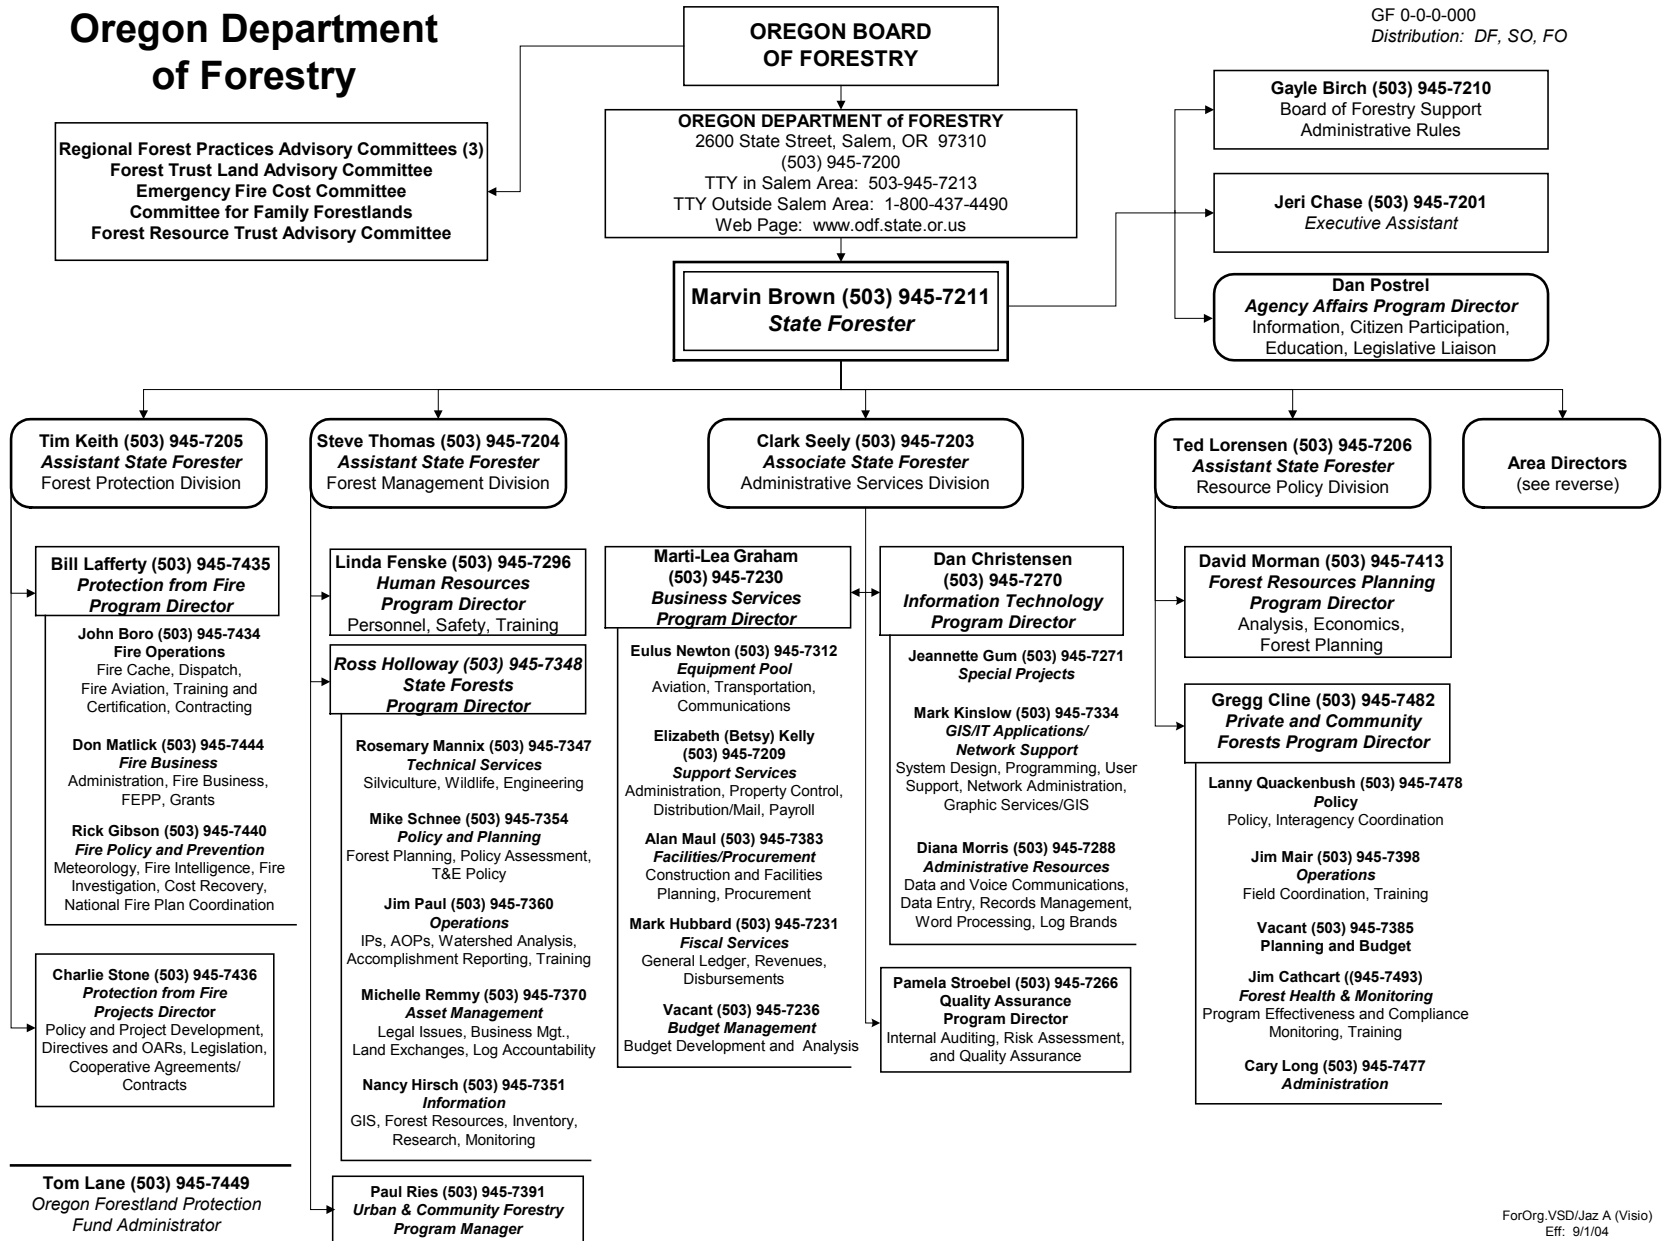 Oregon Department
of Forestry
OREGON BOARD
OF FORESTRY
GF 0-0-0-000
Distribution: DF, SO, FO
Regional Forest Practices Advisory Committees (3)
Forest Trust Land Advisory Committee
Emergency Fire Cost Committee
Committee for Family Forestlands
Forest Resource Trust Advisory Committee
OREGON DEPARTMENT of FORESTRY
2600 State Street, Salem, OR 97310
(503) 945-7200
TTY in Salem Area: 503-945-7213
TTY Outside Salem Area: 1-800-437-4490
Web Page: www.odf.state.or.us
Gayle Birch (503) 945-7210
Board of Forestry Support
Administrative Rules
Jeri Chase (503) 945-7201
Executive Assistant
Marvin Brown (503) 945-7211
State Forester
Dan Postrel
Agency Affairs Program Director
Information, Citizen Participation,
Education, Legislative Liaison
Tim Keith (503) 945-7205
Assistant State Forester
Forest Protection Division
Steve Thomas (503) 945-7204
Assistant State Forester
Forest Management Division
Clark Seely (503) 945-7203
Associate State Forester
Administrative Services Division
Ted Lorensen (503) 945-7206
Assistant State Forester
Resource Policy Division
Area Directors
(see reverse)
Bill Lafferty (503) 945-7435
Protection from Fire
Program Director
John Boro (503) 945-7434
Fire Operations
Fire Cache, Dispatch,
Fire Aviation, Training and
Certification, Contracting
Don Matlick (503) 945-7444
Fire Business
Administration, Fire Business,
FEPP, Grants
Rick Gibson (503) 945-7440
Fire Policy and Prevention
Meteorology, Fire Intelligence, Fire
Investigation, Cost Recovery,
National Fire Plan Coordination
Charlie Stone (503) 945-7436
Protection from Fire
Projects Director
Policy and Project Development,
Directives and OARs, Legislation,
Cooperative Agreements/
Contracts
Tom Lane (503) 945-7449
Oregon Forestland Protection
Fund Administrator
Linda Fenske (503) 945-7296
Human Resources
Program Director
Personnel, Safety, Training
Ross Holloway (503) 945-7348
State Forests
Program Director
Rosemary Mannix (503) 945-7347
Technical Services
Silviculture, Wildlife, Engineering
Mike Schnee (503) 945-7354
Policy and Planning
Forest Planning, Policy Assessment,
T&E Policy
Jim Paul (503) 945-7360
Operations
IPs, AOPs, Watershed Analysis,
Accomplishment Reporting, Training
Michelle Remmy (503) 945-7370
Asset Management
Legal Issues, Business Mgt.,
Land Exchanges, Log Accountability
Nancy Hirsch (503) 945-7351
Information
GIS, Forest Resources, Inventory,
Research, Monitoring
Paul Ries (503) 945-7391
Urban & Community Forestry
Program Manager
Marti-Lea Graham
(503) 945-7230
Business Services
Program Director
Eulus Newton (503) 945-7312
Equipment Pool
Aviation, Transportation,
Communications
Elizabeth (Betsy) Kelly
(503) 945-7209
Support Services
Administration, Property Control,
Distribution/Mail, Payroll
Alan Maul (503) 945-7383
Facilities/Procurement
Construction and Facilities
Planning, Procurement
Mark Hubbard (503) 945-7231
Fiscal Services
General Ledger, Revenues,
Disbursements
Vacant (503) 945-7236
Budget Management
Budget Development and Analysis
Dan Christensen
(503) 945-7270
Information Technology
Program Director
Jeannette Gum (503) 945-7271
Special Projects
Mark Kinslow (503) 945-7334
GIS/IT Applications/
Network Support
System Design, Programming, User
Support, Network Administration,
Graphic Services/GIS
Diana Morris (503) 945-7288
Administrative Resources
Data and Voice Communications,
Data Entry, Records Management,
Word Processing, Log Brands
Pamela Stroebel (503) 945-7266
Quality Assurance
Program Director
Internal Auditing, Risk Assessment,
and Quality Assurance
David Morman (503) 945-7413
Forest Resources Planning
Program Director
Analysis, Economics,
Forest Planning
Gregg Cline (503) 945-7482
Private and Community
Forests Program Director
Lanny Quackenbush (503) 945-7478
Policy
Policy, Interagency Coordination
Jim Mair (503) 945-7398
Operations
Field Coordination, Training
Vacant (503) 945-7385
Planning and Budget
Jim Cathcart ((945-7493)
Forest Health & Monitoring
Program Effectiveness and Compliance
Monitoring, Training
Cary Long (503) 945-7477
Administration
ForOrg.VSD/Jaz A (Visio)
Eff: 9/1/04